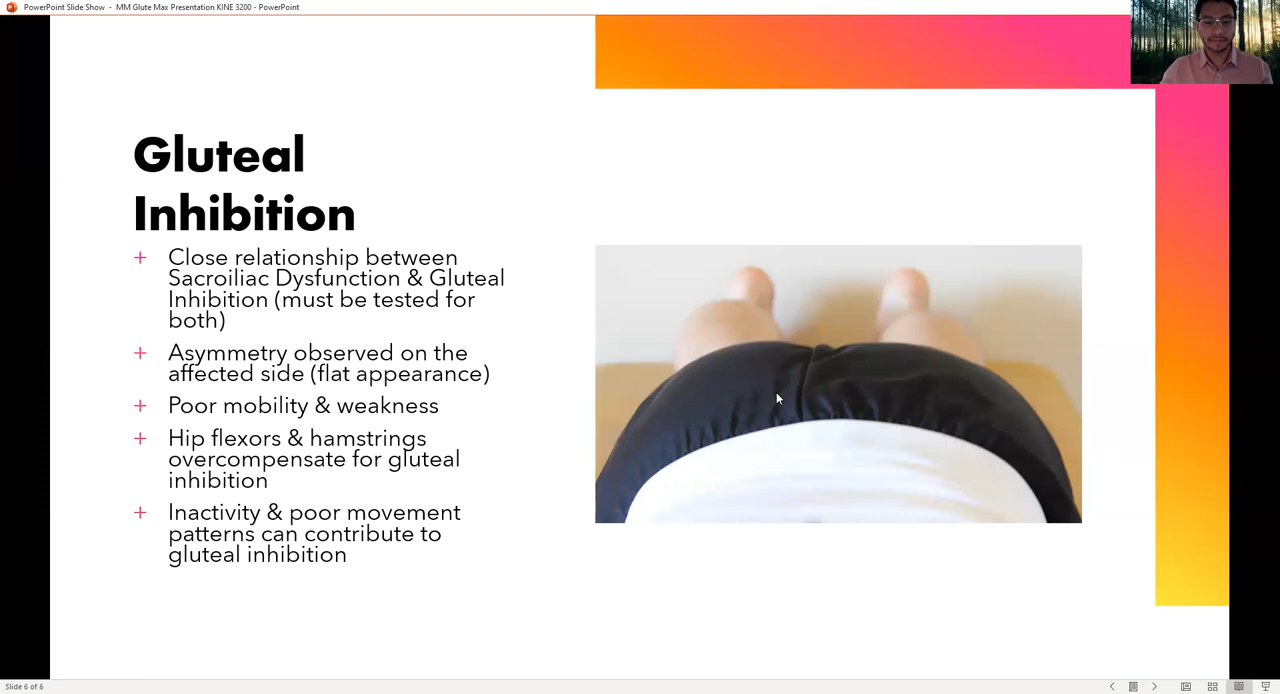 PowerPoint Slide Show - MM Glute Max Presentation KINE 3200 - PowerPoint
Gluteal
Inhibition
+ Close relationship between
Sacroiliac Dysfunction & Gluteal
Inhibition (must be tested for
both)
+ Asymmetry observed on the
affected side (flat appearance)
+ Poor mobility & weakness
+ Hip flexors & hamstrings
overcompensate for gluteal
inhibition
+ Inactivity & poor movement
patterns can contribute to
gluteal inhibition
Slide 6 of 6